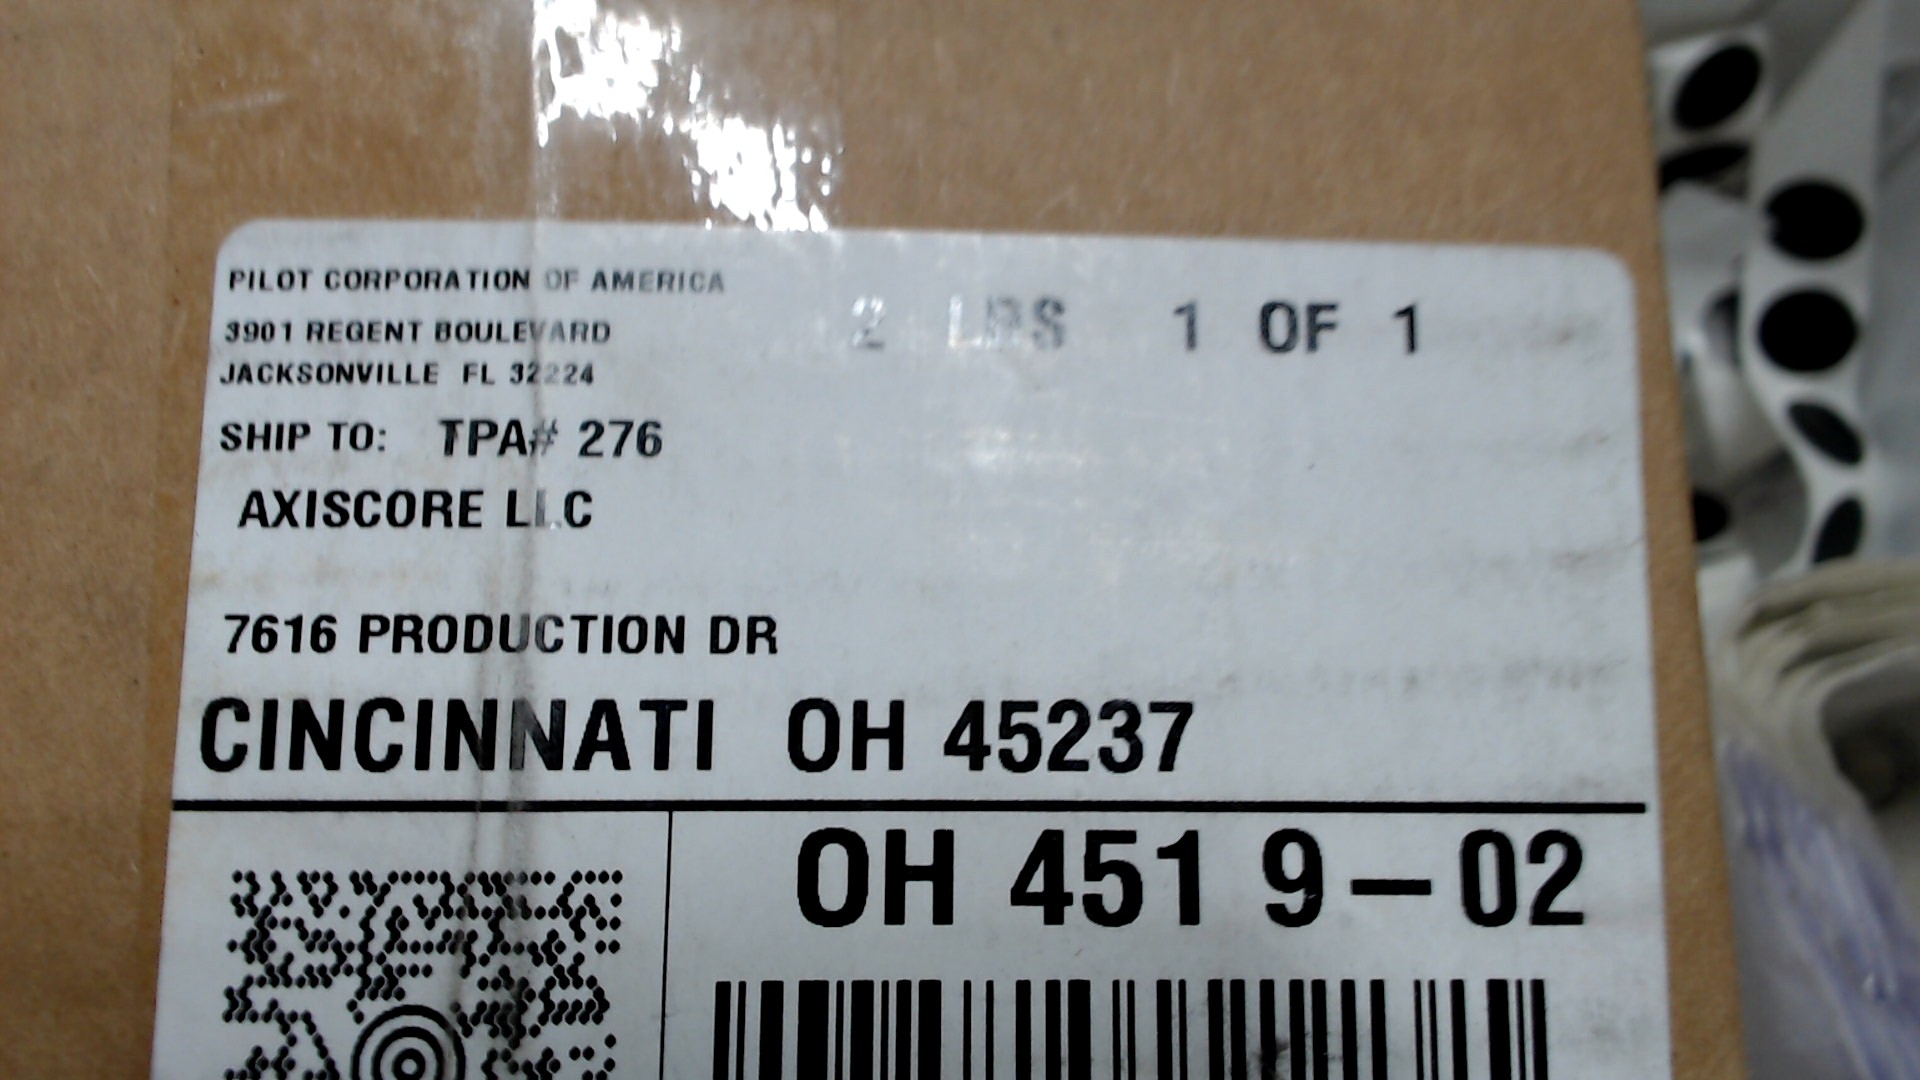 PILOT CORPORATION OF AMERICA
2 LBS 1 OF 1
3901 REGENT BOULEVARD
JACKSONVILLE FL 32224
SHIP TO: TPA# 276
AXISCORE LLC
7616 PRODUCTION DR
CINCINNATI OH 45237
OH 451 9-02